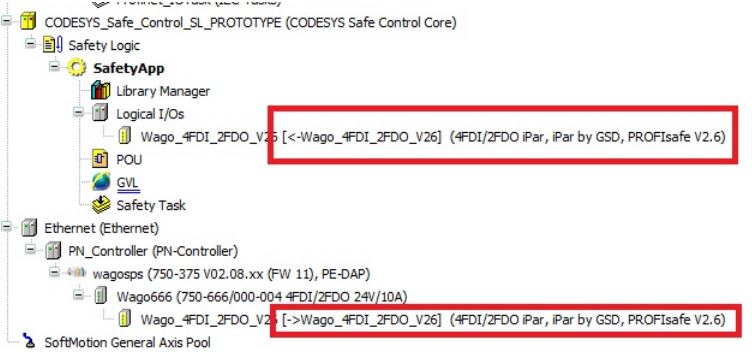 Profinet_IOTask (IEC-Tasks)
CODESYS_Safe_Control_SL_PROTOTYPE (CODESYS Safe Control Core)
Safety Logic
SafetyApp
Library Manager
Logical I/Os
Wago_4FDI_2FDO_V26 [<-Wago_4FDI_2FDO_V26] (4FDI/2FDO iPar, iPar by GSD, PROFIsafe V2.6)
POU
GVL
Safety Task
Ethernet (Ethernet)
PN_Controller (PN-Controller)
wagosps (750-375 V02.08.xx (FW 11), PE-DAP)
Wago666 (750-666/000-004 4FDI/2FDO 24V/10A)
Wago_4FDI_2FDO_V26 [->Wago_4FDI_2FDO_V26] (4FDI/2FDO iPar, iPar by GSD, PROFIsafe V2.6)
SoftMotion General Axis Pool